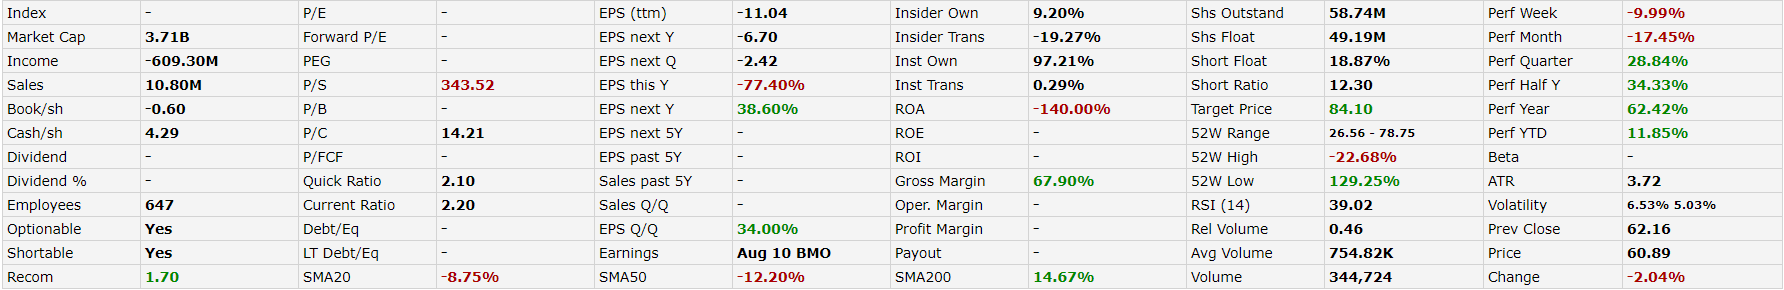 Index - P/E - EPS (ttm) -11.04 Insider Own 9.20% Shs Outstand 58.74M Perf Week -9.99%
Market Cap 3.71B Forward P/E - EPS next Y -6.70 Insider Trans -19.27% Shs Float 49.19M Perf Month -17.45%
Income -609.30M PEG - EPS next Q -2.42 Inst Own 97.21% Short Float 18.87% Perf Quarter 28.84%
Sales 10.80M P/S 343.52 EPS this Y -77.40% Inst Trans 0.29% Short Ratio 12.30 Perf Half Y 34.33%
Book/sh -0.60 P/B - EPS next Y 38.60% ROA -140.00% Target Price 84.10 Perf Year 62.42%
Cash/sh 4.29 P/C 14.21 EPS next 5Y - ROE - 52W Range 26.56 - 78.75 Perf YTD 11.85%
Dividend - P/FCF - EPS past 5Y - ROI - 52W High -22.68% Beta -
Dividend % - Quick Ratio 2.10 Sales past 5Y - Gross Margin 67.90% 52W Low 129.25% ATR 3.72
Employees 647 Current Ratio 2.20 Sales Q/Q - Oper. Margin - RSI (14) 39.02 Volatility 6.53% 5.03%
Optionable Yes Debt/Eq - EPS Q/Q 34.00% Profit Margin - Rel Volume 0.46 Prev Close 62.16
Shortable Yes LT Debt/Eq - Earnings Aug 10 BMO Payout - Avg Volume 754.82K Price 60.89
Recom 1.70 SMA20 -8.75% SMA50 -12.20% SMA200 14.67% Volume 344,724 Change -2.04%